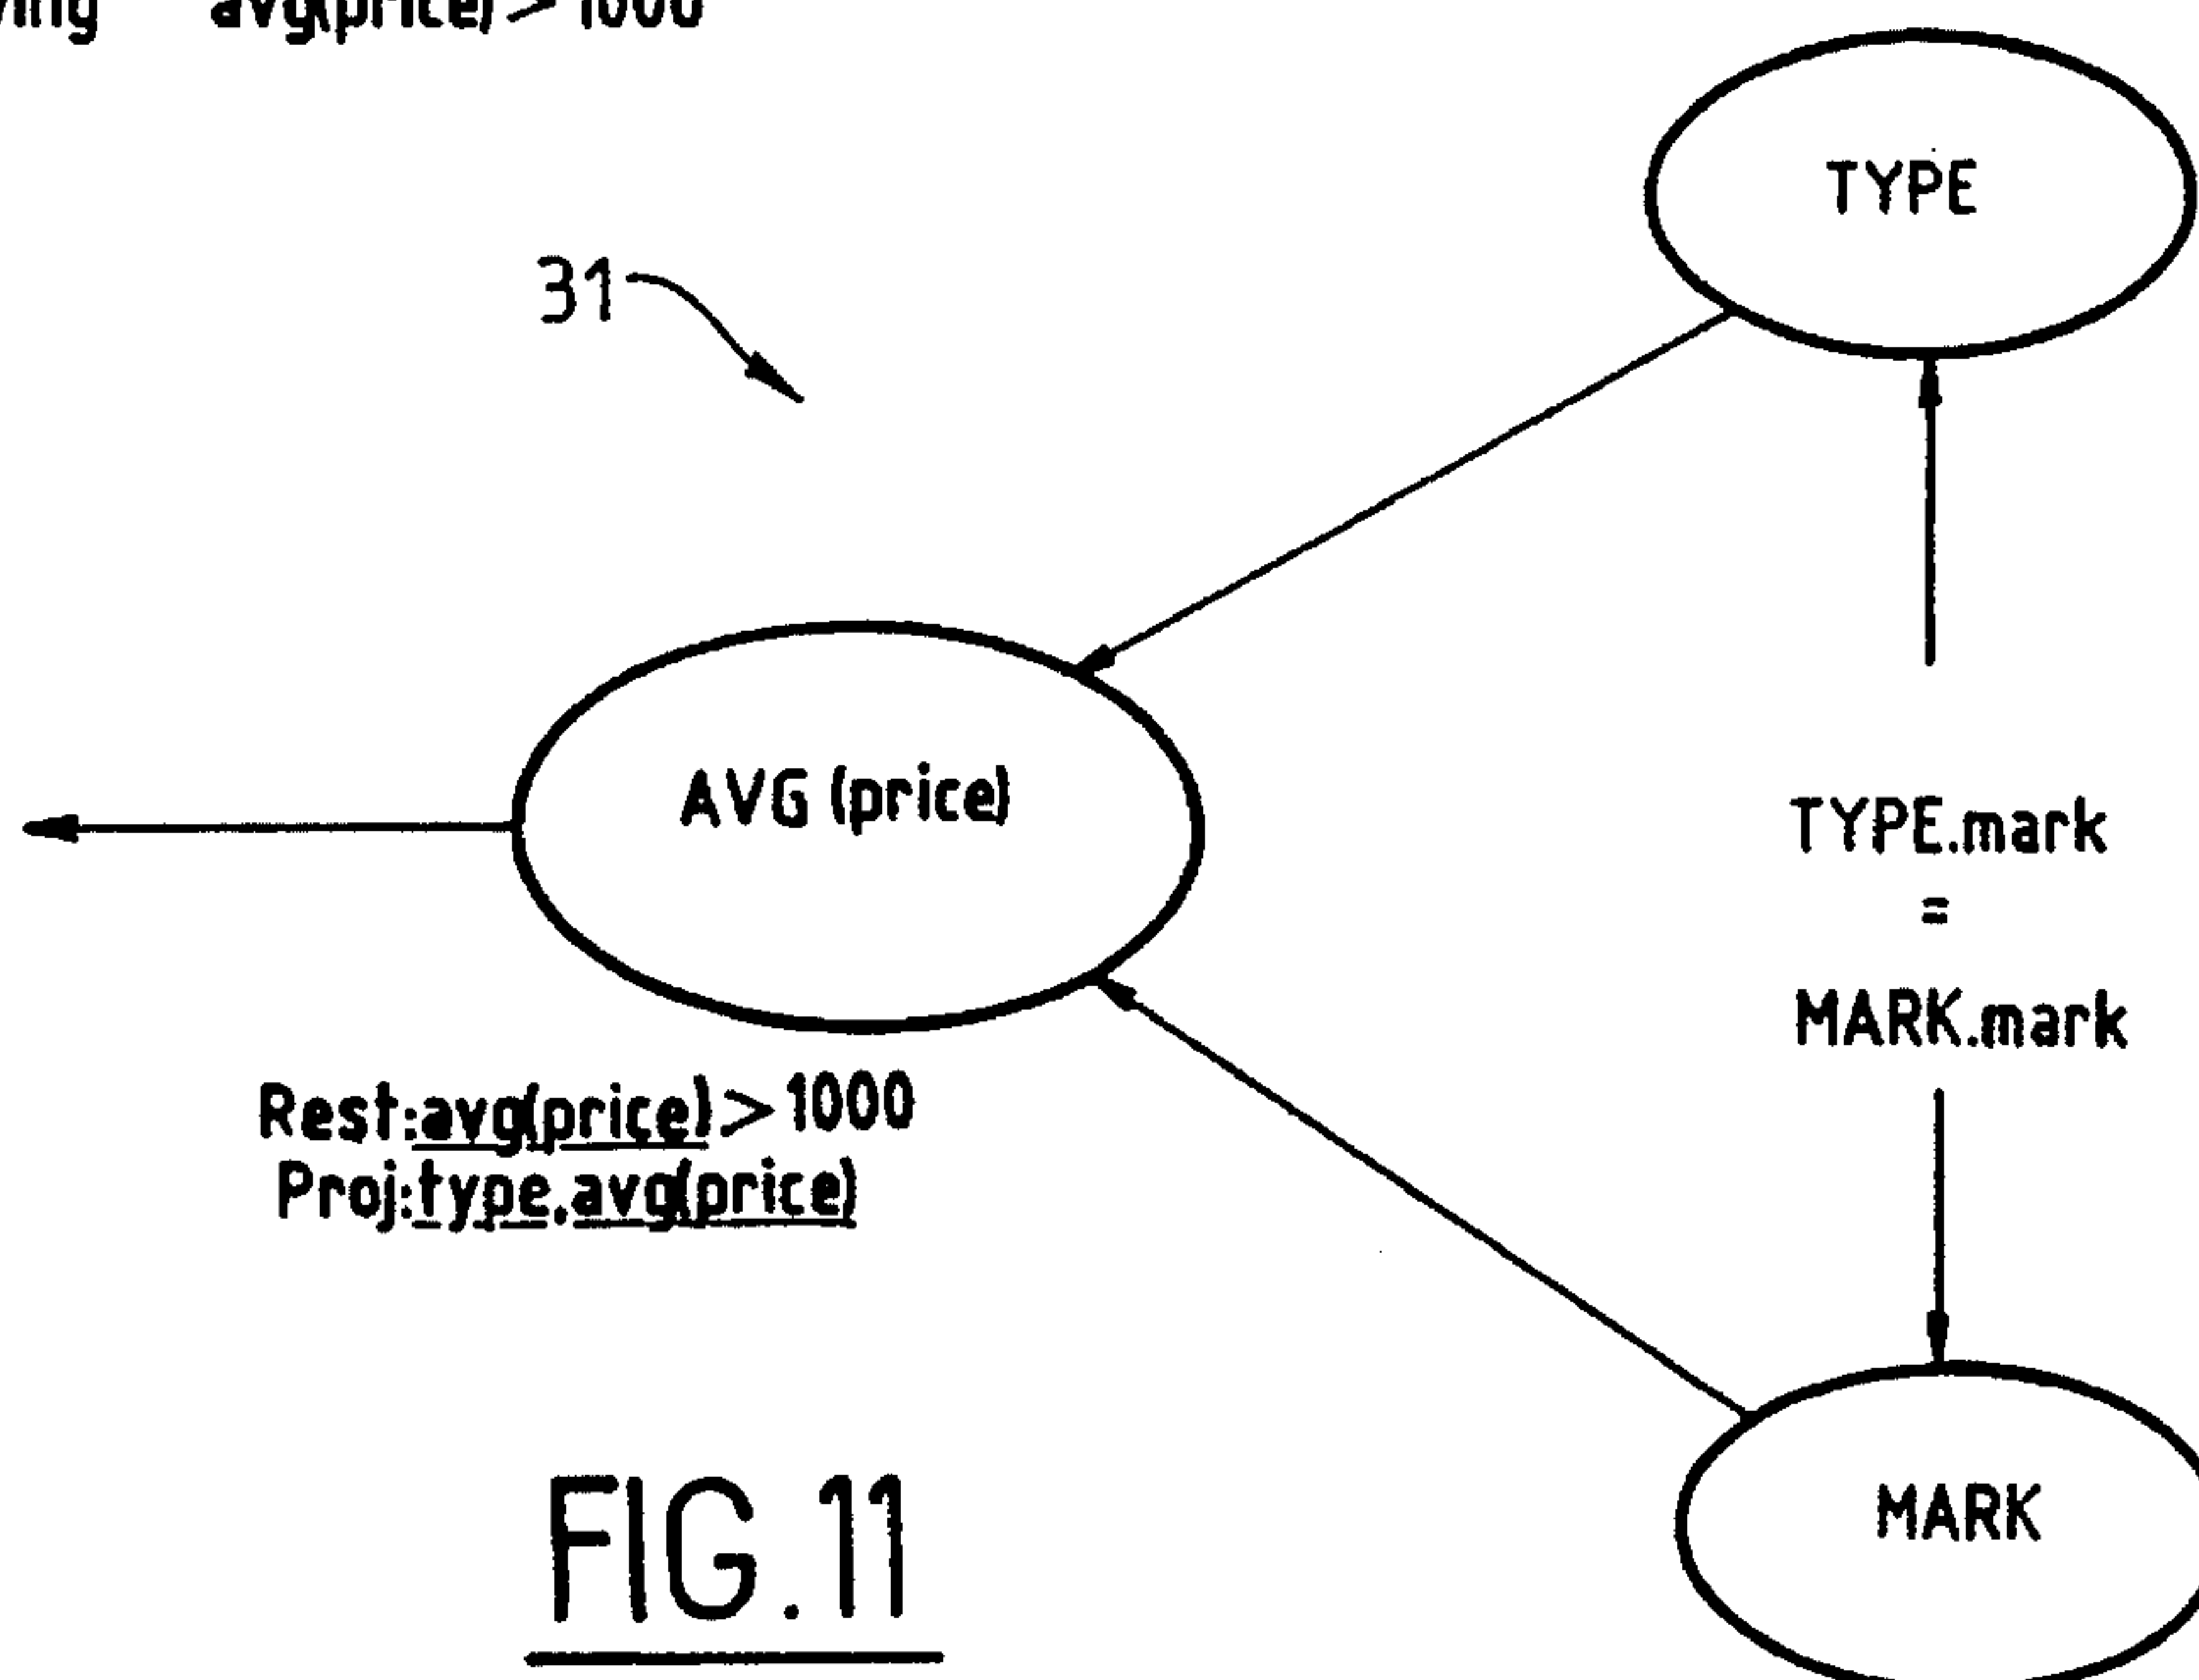 avg(price) > 1000
TYPE
31
AVG (price)
TYPE.mark
=
MARK.mark
Rest:avg(price) > 1000
Proj:type.avg(price)
MARK
FIG.11